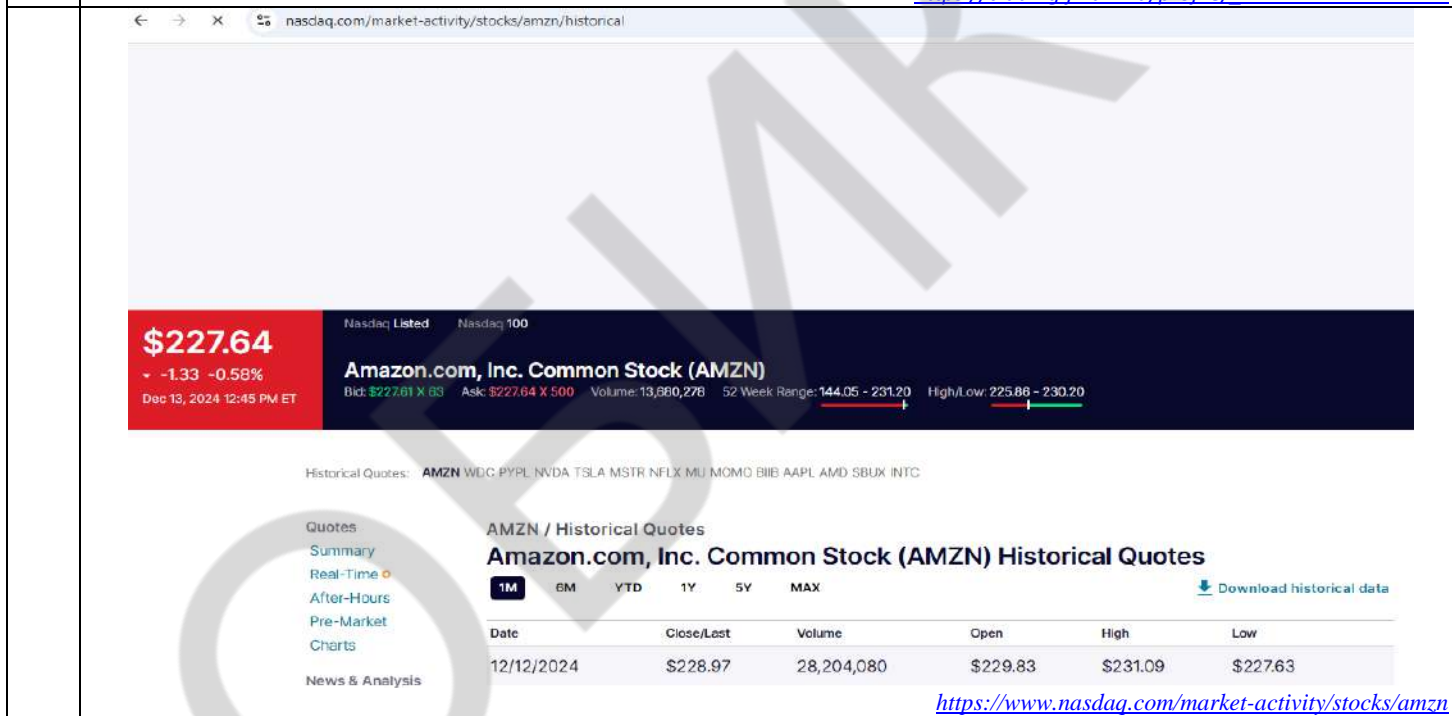 nasdaq.com/market-activity/stocks/amzn/historical
$227.64
-1.33 -0.58%
Dec 13, 2024 12:45 PM ET
Nasdaq Listed Nasdaq 100
Amazon.com, Inc. Common Stock (AMZN)
Bid: $227.61 X 63 Ask: $227.64 X 500 Volume: 13,680,278 52 Week Range: 144.05 - 231.20 High/Low: 225.86 - 230.20
Historical Quotes: AMZN WDC PYPL NVDA TSLA MSTR NFLX MU MOMO BIIB AAPL AMD SBUX INTC
Quotes
Summary
Real-Time
After-Hours
Pre-Market
Charts
News & Analysis
AMZN / Historical Quotes
Amazon.com, Inc. Common Stock (AMZN) Historical Quotes
1M 6M YTD 1Y 5Y MAX
Download historical data
Date Close/Last Volume Open High Low
12/12/2024 $228.97 28,204,080 $229.83 $231.09 $227.63
https://www.nasdaq.com/market-activity/stocks/amzn